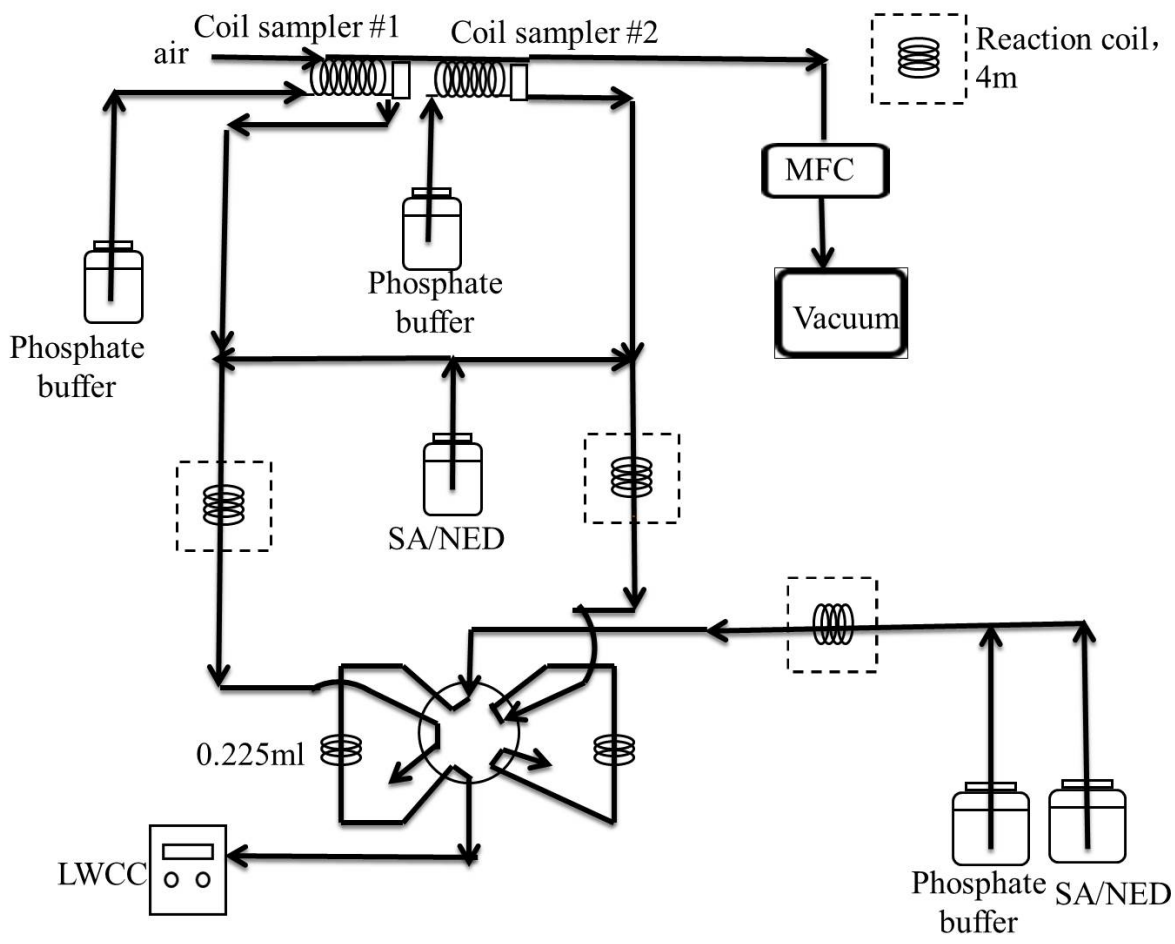 Coil sampler #1
Coil sampler #2
air
Reaction coil,
4m
MFC
Phosphate
buffer
Vacuum
Phosphate
buffer
SA/NED
0.225ml
LWCC
Phosphate
buffer
SA/NED